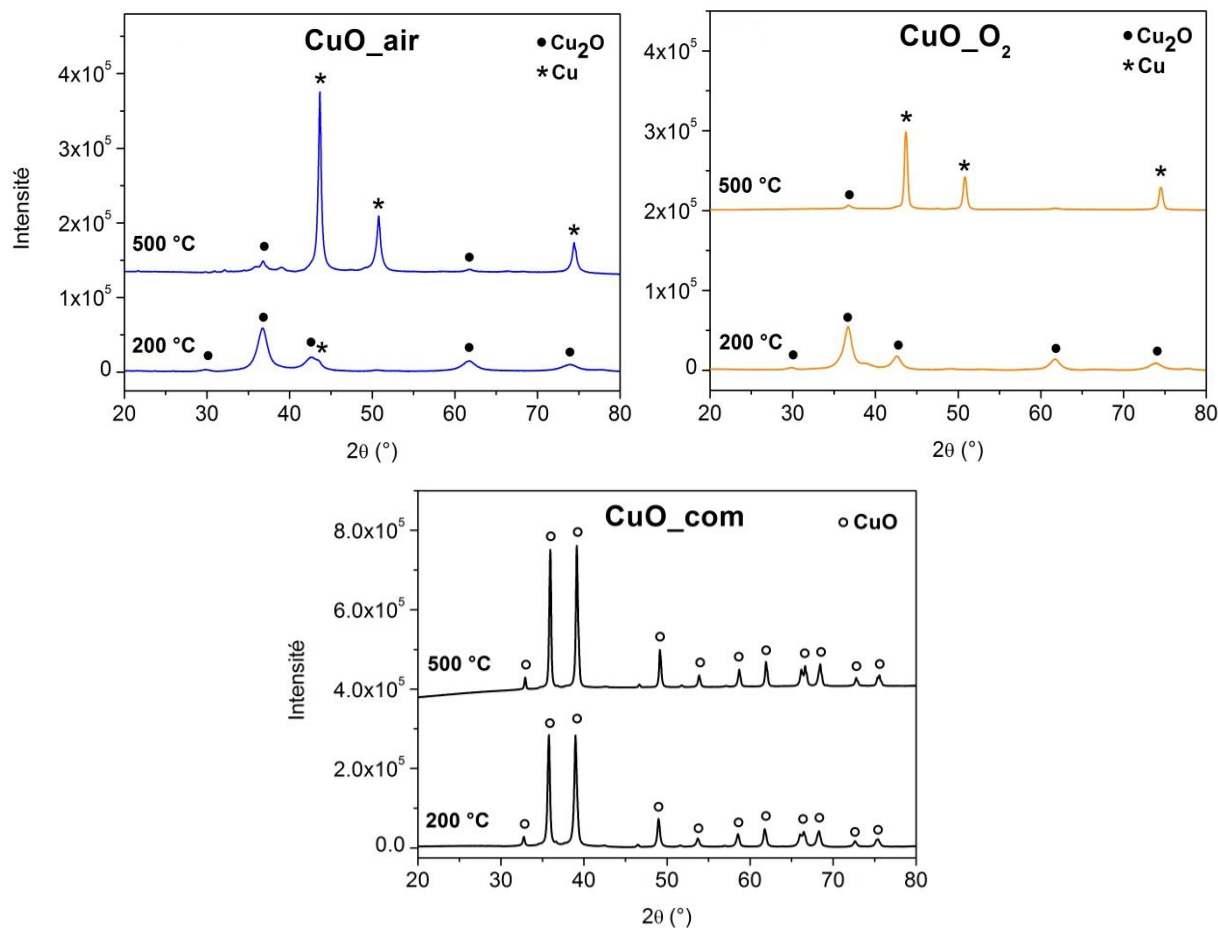 CuO_air
● Cu2O
* Cu
4x10^5
3x10^5
2x10^5
1x10^5
0
Intensité
500 °C
200 °C
20 30 40 50 60 70 80
2θ (°)
CuO_O2
● Cu2O
* Cu
4x10^5
3x10^5
2x10^5
1x10^5
0
500 °C
200 °C
20 30 40 50 60 70 80
2θ (°)
CuO_com
○ CuO
8.0x10^5
6.0x10^5
4.0x10^5
2.0x10^5
0.0
Intensité
500 °C
200 °C
20 30 40 50 60 70 80
2θ (°)